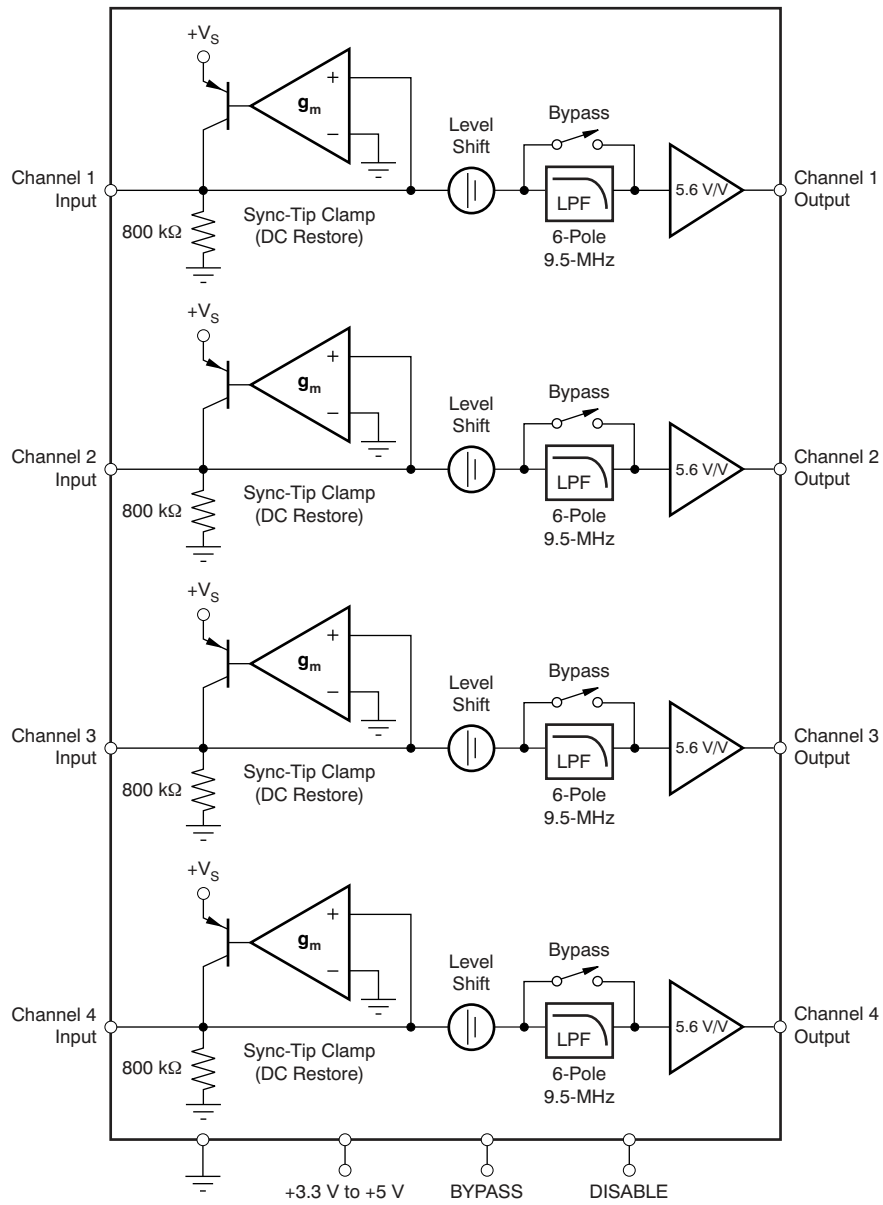 +VS
+
gm
−
Bypass
Level
Shift
Channel 1
Input
5.6 V/V
Channel 1
Output
LPF
800 kΩ
Sync-Tip Clamp
(DC Restore)
6-Pole
9.5-MHz
+VS
+
gm
−
Bypass
Level
Shift
Channel 2
Input
5.6 V/V
Channel 2
Output
LPF
800 kΩ
Sync-Tip Clamp
(DC Restore)
6-Pole
9.5-MHz
+VS
+
gm
−
Bypass
Level
Shift
Channel 3
Input
5.6 V/V
Channel 3
Output
LPF
800 kΩ
Sync-Tip Clamp
(DC Restore)
6-Pole
9.5-MHz
+VS
+
gm
−
Bypass
Level
Shift
Channel 4
Input
5.6 V/V
Channel 4
Output
LPF
800 kΩ
Sync-Tip Clamp
(DC Restore)
6-Pole
9.5-MHz
+3.3 V to +5 V
BYPASS
DISABLE